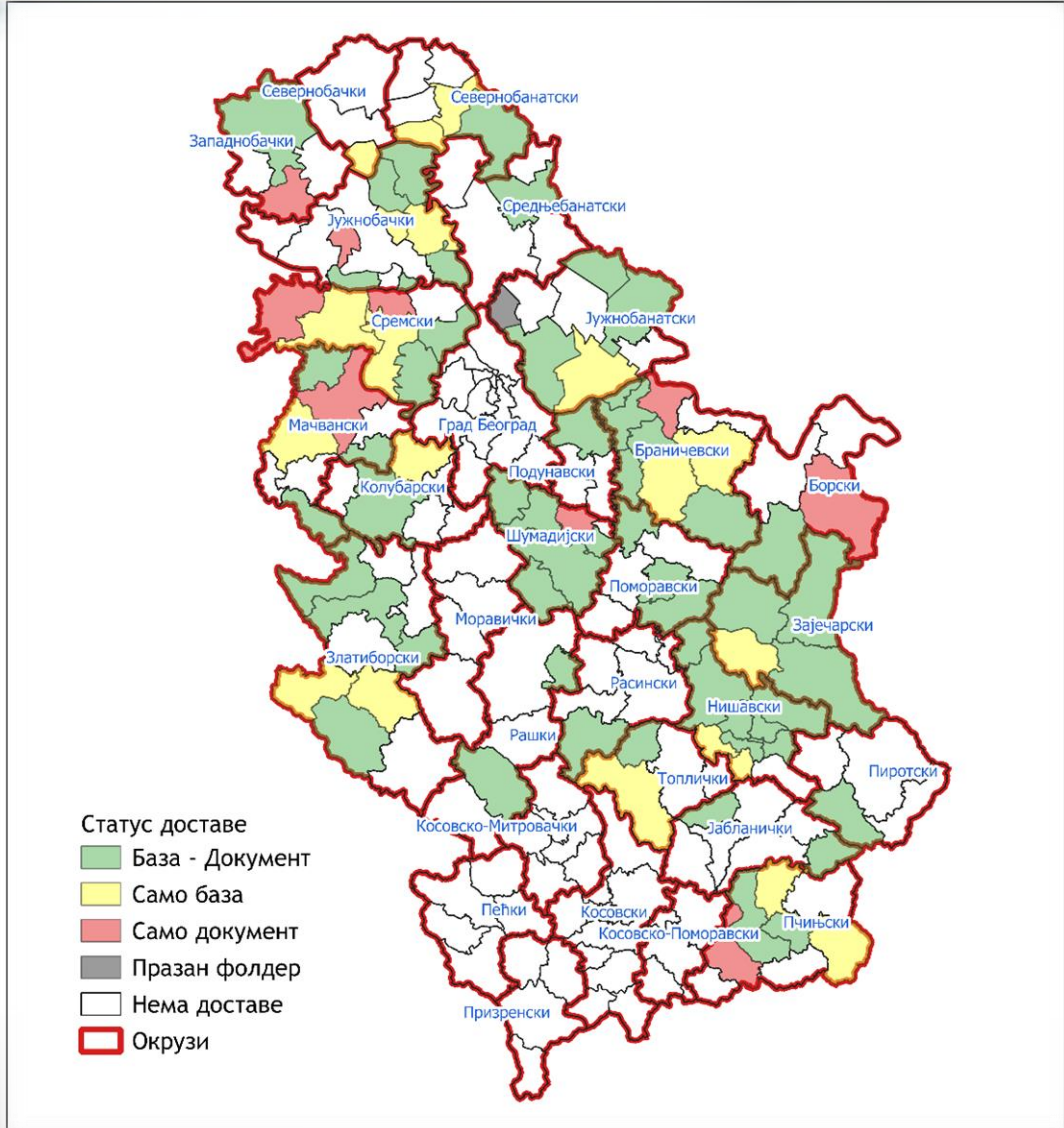 Севернобачки
Севернобанатски
Западнобачки
Средњебанатски
Јужнобачки
Сремски
Јужнобанатски
Мачвански
Град Београд
Браничевски
Подунавски
Колубарски
Борски
Шумадијски
Поморавски
Моравички
Зајечарски
Златиборски
Расински
Нишавски
Рашки
Пиротски
Топлички
Косовско-Митровачки
Јабланички
Пећки
Косовски
Пчињски
Косовско-Поморавски
Призренски
Статус доставе
База - Документ
Само база
Само документ
Празан фолдер
Нема доставе
Окрузи